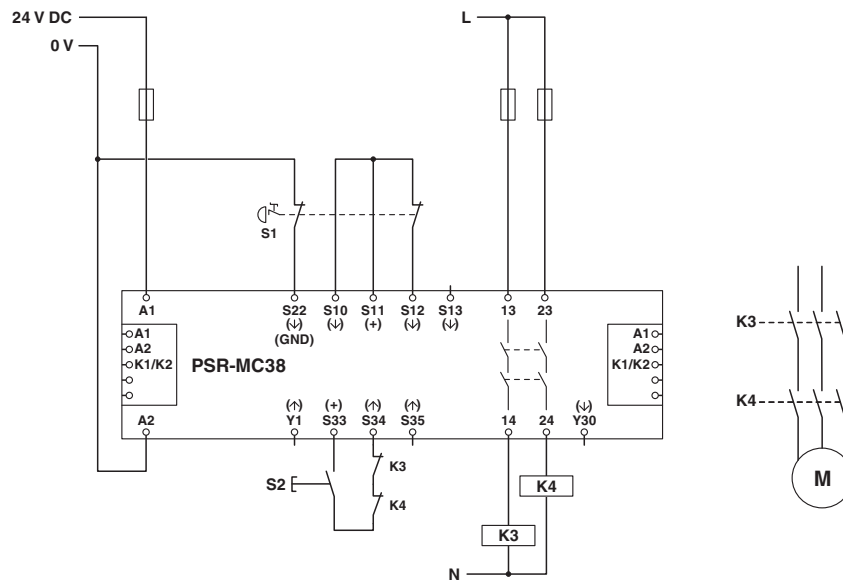 24 V DC
0 V
L
S1
A1 S22 S10 S11 S12 S13 13 23
(↓) (↓) (+) (↓) (↓)
(GND)
A1
A2
K1/K2
PSR-MC38
A1
A2
K1/K2
(↑) (+) (↑) (↑) (↓)
A2 Y1 S33 S34 S35 14 24 Y30
S2
K3
K4
K4
K3
N
K3
K4
M